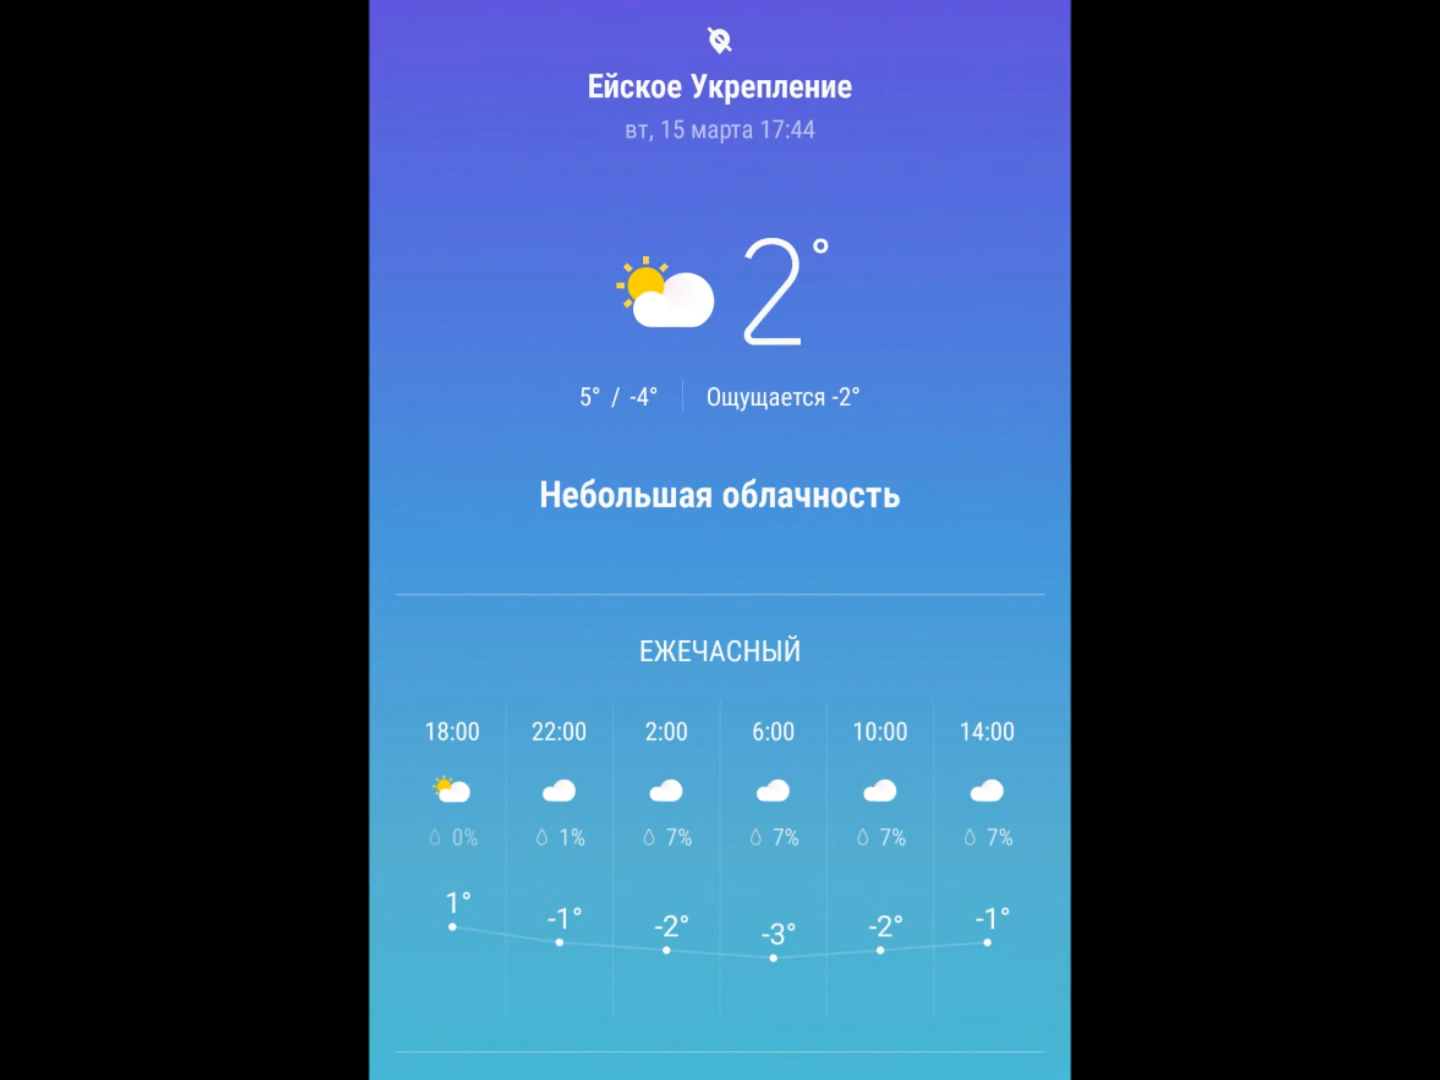 Ейское Укрепление
вт, 15 марта 17:44
2°
5° / -4° Ощущается -2°
Небольшая облачность
ЕЖЕЧАСНЫЙ
18:00 22:00 2:00 6:00 10:00 14:00
0% 1% 7% 7% 7% 7%
1° -1° -2° -3° -2° -1°